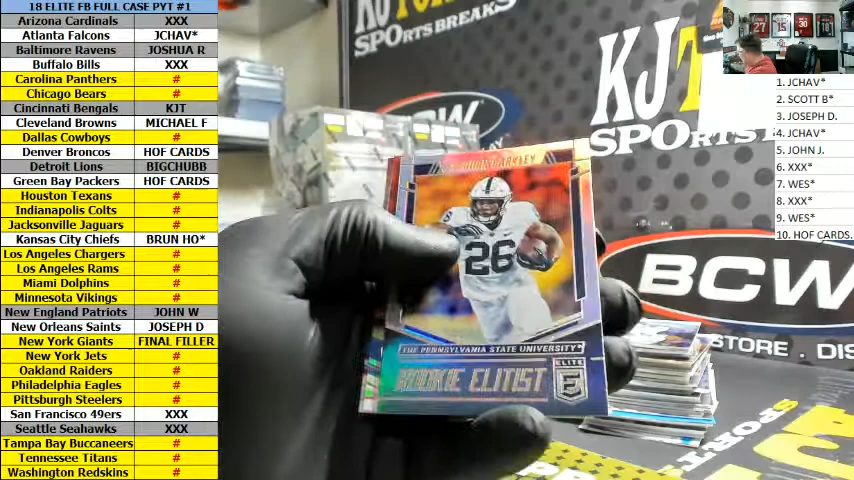 18 ELITE FB FULL CASE PYT #1
Arizona Cardinals XXX
Atlanta Falcons JCHAV*
Baltimore Ravens JOSHUA R
Buffalo Bills XXX
Carolina Panthers #
Chicago Bears #
Cincinnati Bengals KJT
Cleveland Browns MICHAEL F
Dallas Cowboys #
Denver Broncos HOF CARDS
Detroit Lions BIGCHUBB
Green Bay Packers HOF CARDS
Houston Texans #
Indianapolis Colts #
Jacksonville Jaguars #
Kansas City Chiefs BRUN HO*
Los Angeles Chargers #
Los Angeles Rams #
Miami Dolphins #
Minnesota Vikings #
New England Patriots JOHN W
New Orleans Saints JOSEPH D
New York Giants FINAL FILLER
New York Jets #
Oakland Raiders #
Philadelphia Eagles #
Pittsburgh Steelers #
San Francisco 49ers XXX
Seattle Seahawks XXX
Tampa Bay Buccaneers #
Tennessee Titans #
Washington Redskins #
SPORTS BREAKS
KJT
SPORTS
BCW
BCW
STORE . DIS
26
THE PENNSYLVANIA STATE UNIVERSITY*
ROOKIE ELITIST
ELITE
1. JCHAV*
2. SCOTT B*
3. JOSEPH D.
4. JCHAV*
5. JOHN J.
6. XXX*
7. WES*
8. XXX*
9. WES*
10. HOF CARDS.
27
15
30
18